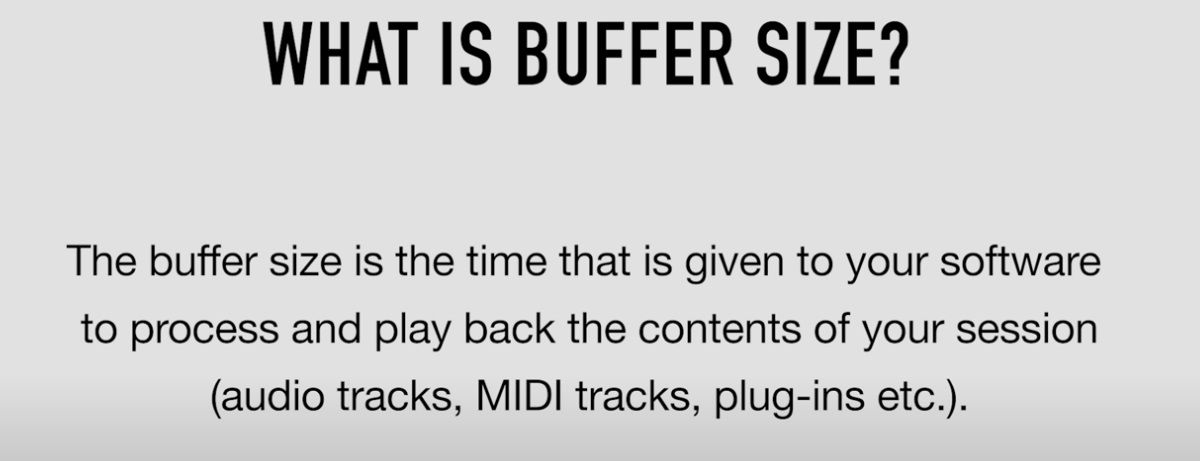 WHAT IS BUFFER SIZE?
The buffer size is the time that is given to your software
to process and play back the contents of your session
(audio tracks, MIDI tracks, plug-ins etc.).